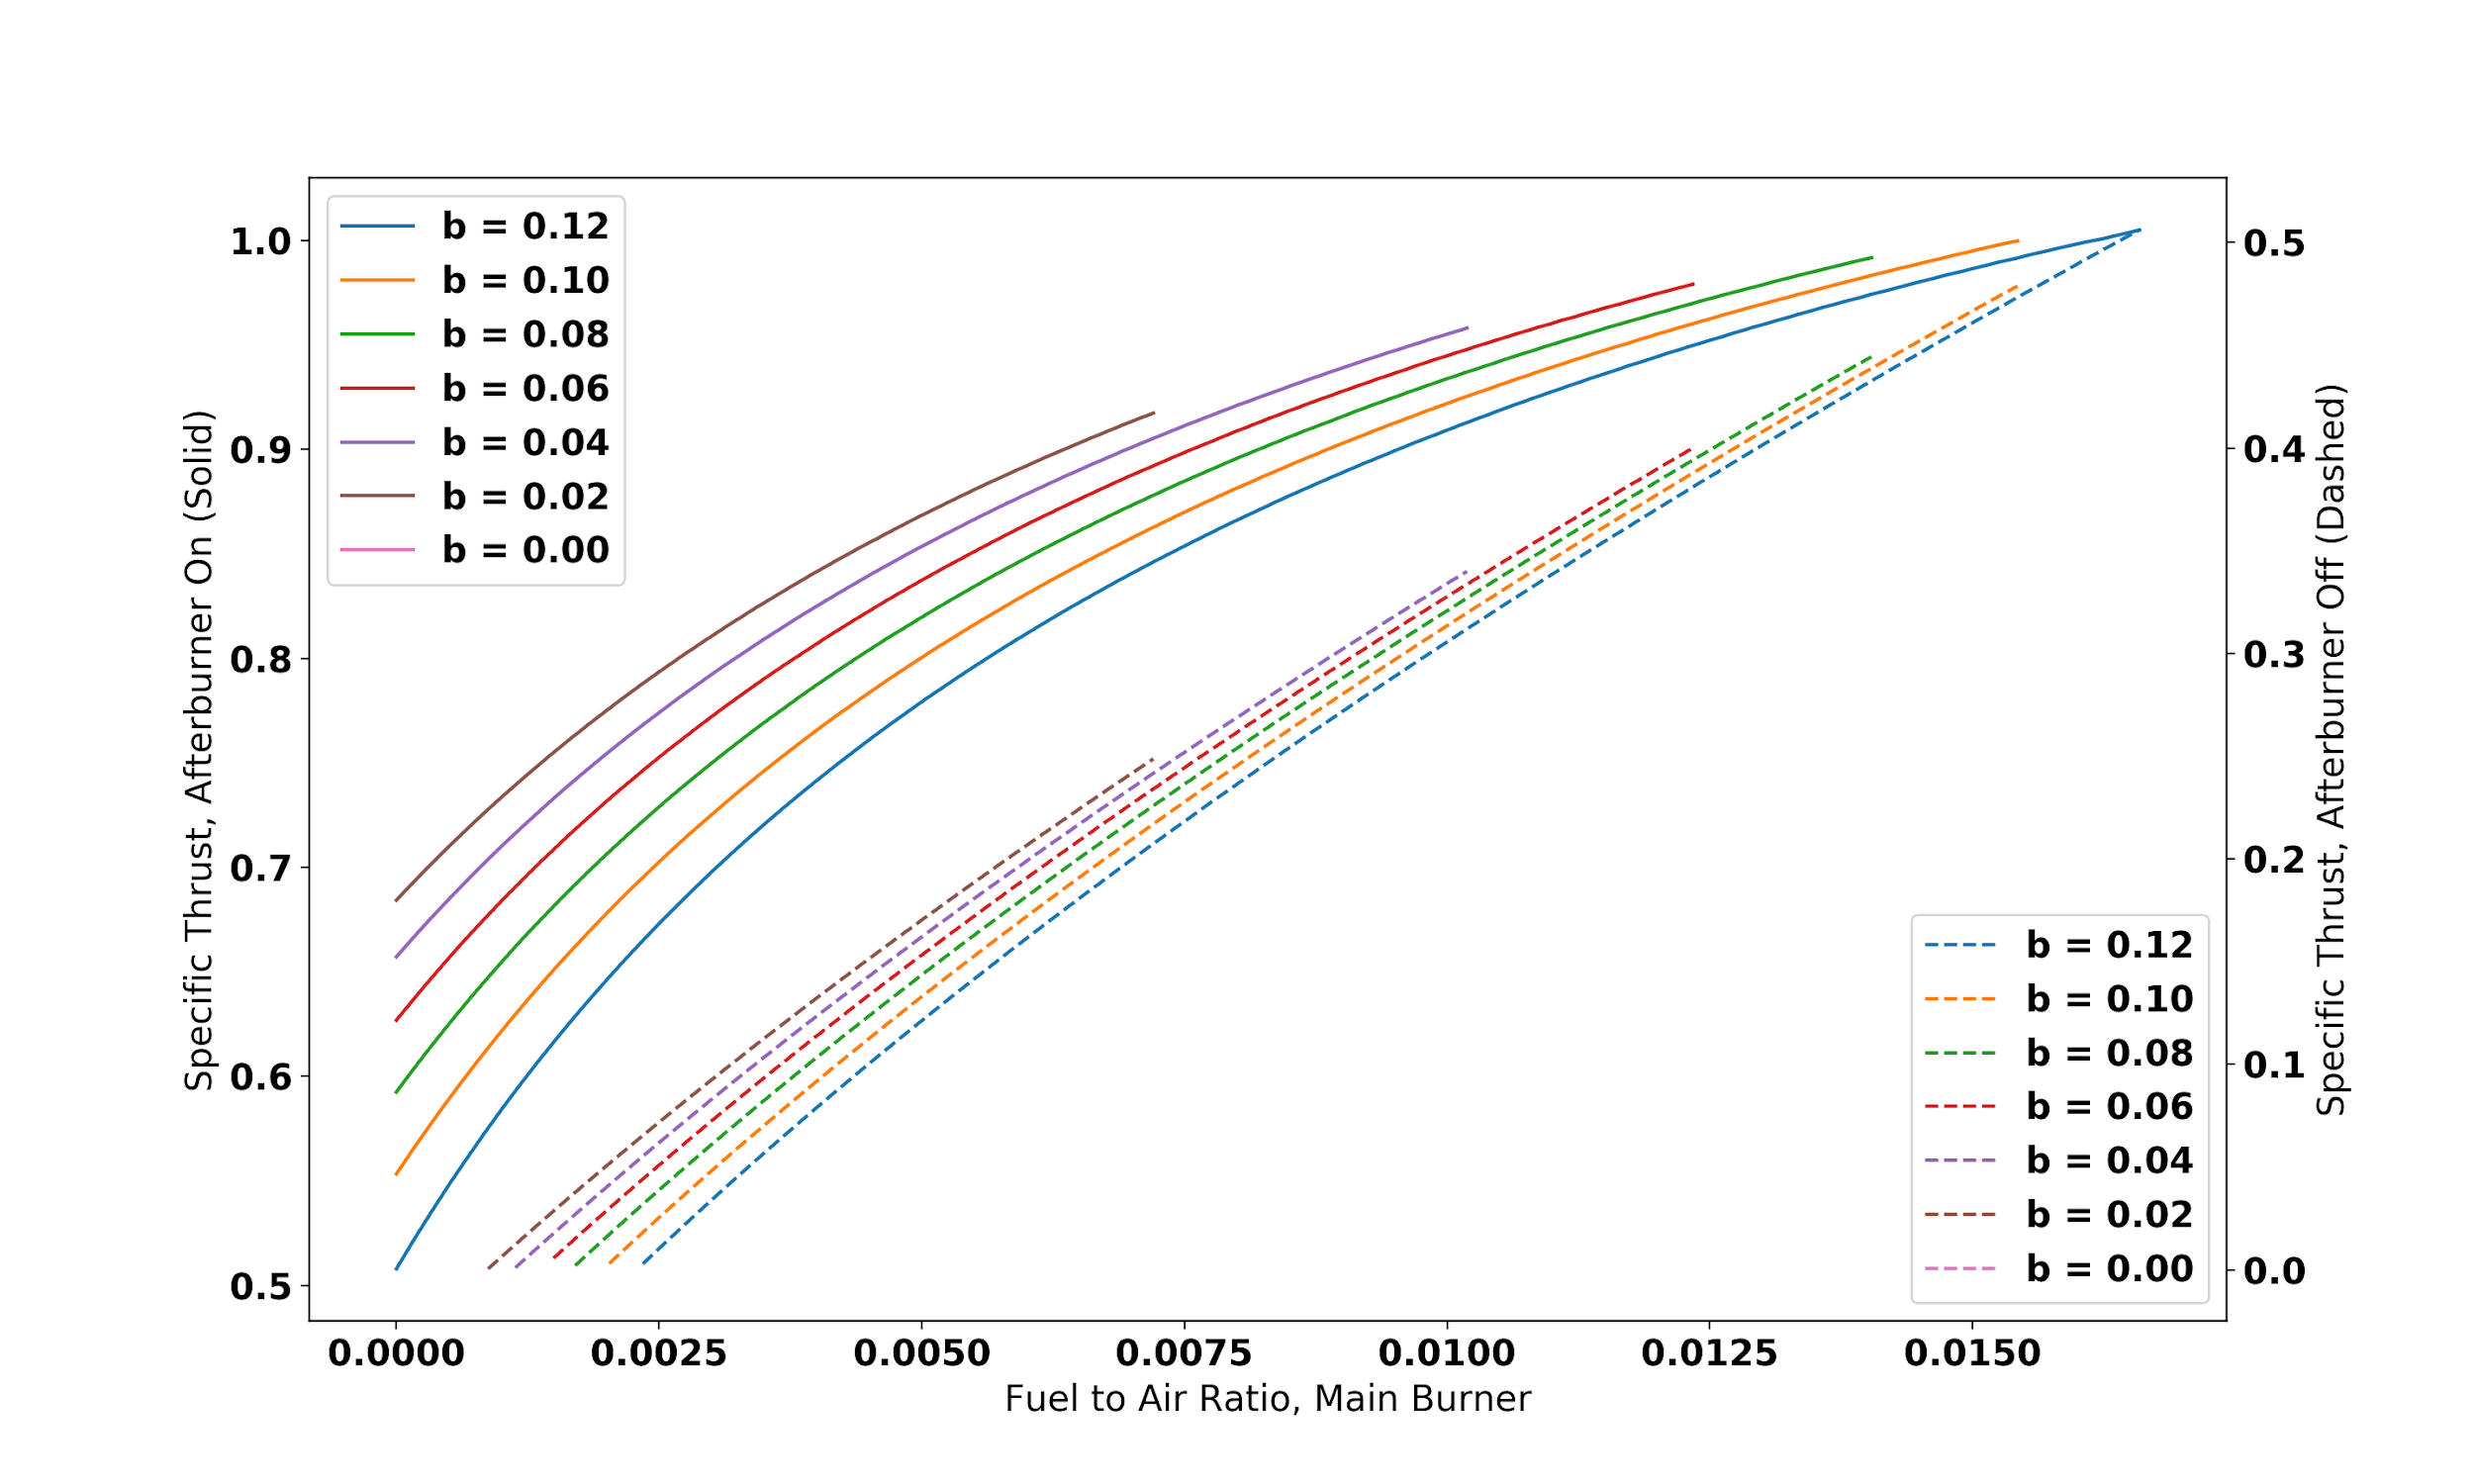 b = 0.12
b = 0.10
b = 0.08
b = 0.06
b = 0.04
b = 0.02
b = 0.00
Specific Thrust, Afterburner On (Solid)
1.0
0.9
0.8
0.7
0.6
0.5
0.0000 0.0025 0.0050 0.0075 0.0100 0.0125 0.0150
Fuel to Air Ratio, Main Burner
0.5
0.4
0.3
0.2
0.1
0.0
Specific Thrust, Afterburner Off (Dashed)
b = 0.12
b = 0.10
b = 0.08
b = 0.06
b = 0.04
b = 0.02
b = 0.00